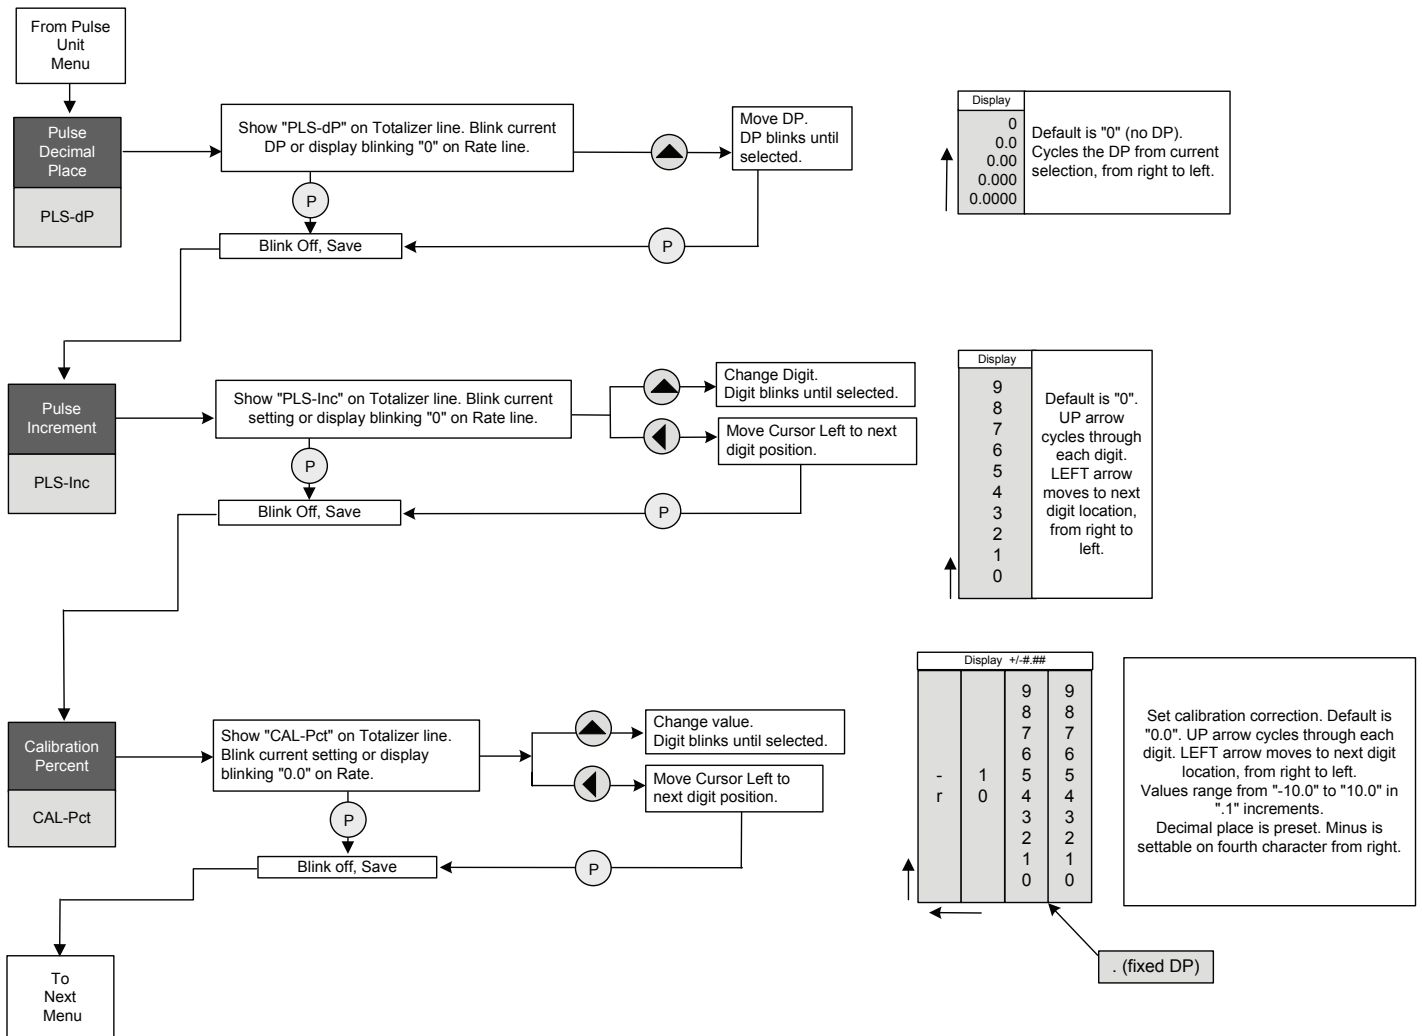 From Pulse
Unit
Menu
Pulse
Decimal
Place
PLS-dP
Show "PLS-dP" on Totalizer line. Blink current
DP or display blinking "0" on Rate line.
Move DP.
DP blinks until
selected.
P
P
Blink Off, Save
Display
0
0.0
0.00
0.000
0.0000
Default is "0" (no DP).
Cycles the DP from current
selection, from right to left.
Pulse
Increment
PLS-Inc
Show "PLS-Inc" on Totalizer line. Blink current
setting or display blinking "0" on Rate line.
Change Digit.
Digit blinks until selected.
Move Cursor Left to next
digit position.
P
P
Blink Off, Save
Display
9
8
7
6
5
4
3
2
1
0
Default is "0".
UP arrow
cycles through
each digit.
LEFT arrow
moves to next
digit location,
from right to
left.
Calibration
Percent
CAL-Pct
Show "CAL-Pct" on Totalizer line.
Blink current setting or display
blinking "0.0" on Rate.
Change value.
Digit blinks until selected.
Move Cursor Left to
next digit position.
P
P
Blink off, Save
Display +/-#.##
9 9
8 8
7 7
6 6
- 1 5 5
r 0 4 4
3 3
2 2
1 1
0 0
. (fixed DP)
Set calibration correction. Default is
"0.0". UP arrow cycles through each
digit. LEFT arrow moves to next digit
location, from right to left.
Values range from "-10.0" to "10.0" in
".1" increments.
Decimal place is preset. Minus is
settable on fourth character from right.
To
Next
Menu